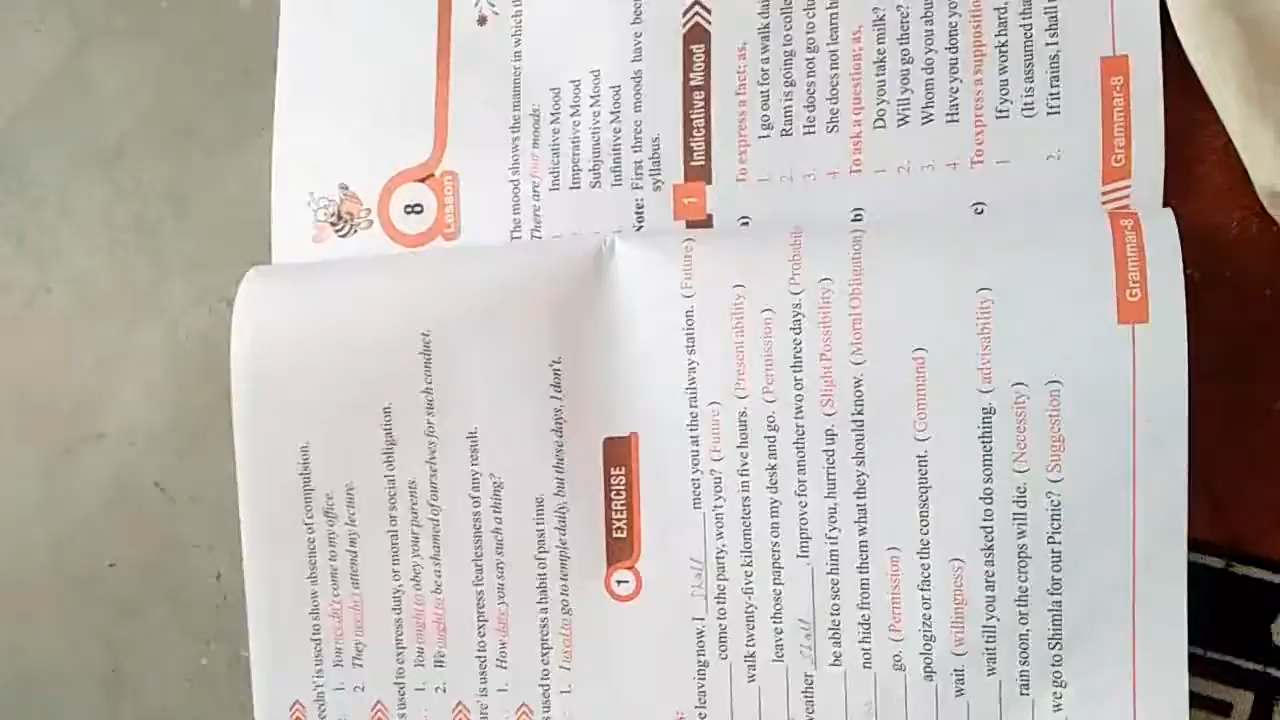 eedn't' is used to show absence of compulsion.
1. You needn't come to my office.
2. They needn't attend my lecture.
s used to express duty, or moral or social obligation.
1. You ought to obey your parents.
2. We ought to be ashamed of ourselves for such conduct.
are' is used to express fearlessness of my result.
1. How dare you say such a thing?
s used to express a habit of past time.
1. I used to go to temple daily, but these days, I don't.
1 EXERCISE
e leaving now. I shall meet you at the railway station. (Future)
come to the party, won't you? (Future)
walk twenty-five kilometers in five hours. (Present ability)
leave those papers on my desk and go. (Permission)
weather shall Improve for another two or three days. (Probabili
be able to see him if you, hurried up. (Slight Possibility)
not hide from them what they should know. (Moral Obligation)
go. (Permission)
apologize or face the consequent. (Command)
wait. (willingness)
wait till you are asked to do something. (advisability)
rain soon, or the crops will die. (Necessity)
we go to Shimla for our Picnic? (Suggestion)
Grammar-8
8
Lesson
The mood shows the manner in which th
There are four moods:
Indicative Mood
Imperative Mood
Subjunctive Mood
Infinitive Mood
Note: First three moods have been
syllabus.
1 Indicative Mood
a) To express a fact; as,
1. I go out for a walk dai
2. Ram is going to colle
3. He does not go to clu
4. She does not learn h
b) To ask a question; as,
1 Do you take milk?
2. Will you go there?
3. Whom do you abu
4. Have you done yo
c) To express a suppositio
1 If you work hard,
(It is assumed tha
2. If it rains, I shall
Grammar-8